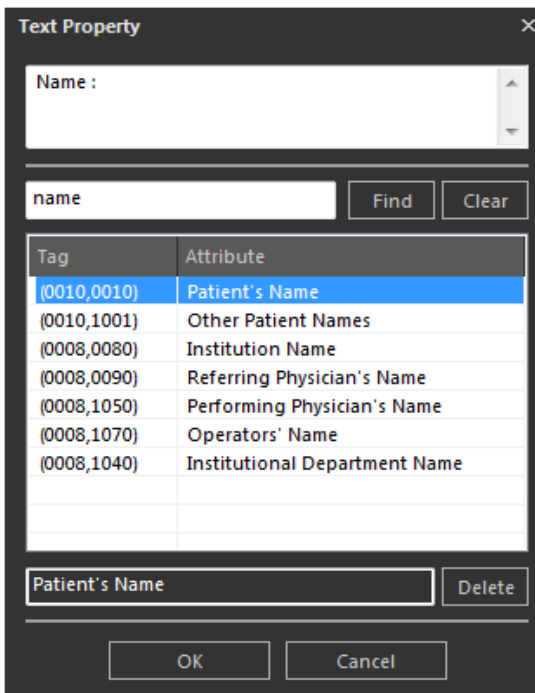 Text Property
Name :
name Find Clear
Tag Attribute
(0010,0010) Patient's Name
(0010,1001) Other Patient Names
(0008,0080) Institution Name
(0008,0090) Referring Physician's Name
(0008,1050) Performing Physician's Name
(0008,1070) Operators' Name
(0008,1040) Institutional Department Name
Patient's Name Delete
OK Cancel